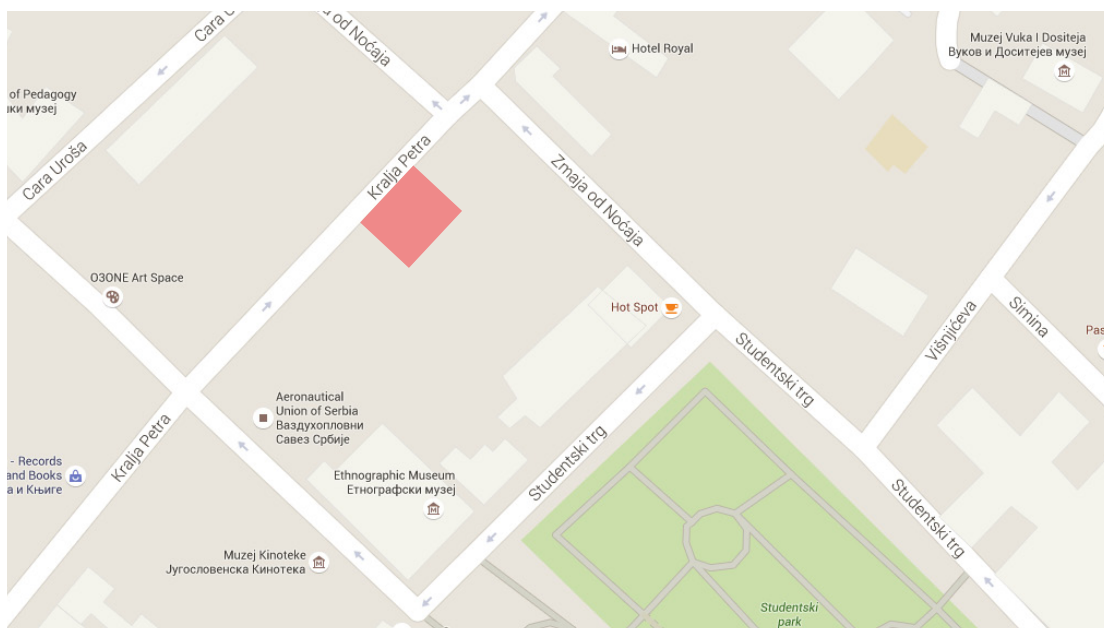 Cara U
a od Noćaja
Hotel Royal
Muzej Vuka I Dositeja
Вуков и Доситејев музеј
of Pedagogy
ки музеј
Cara Uroša
Kralja Petra
Zmaja od Noćaja
O3ONE Art Space
Hot Spot
Višnjićeva
Simina
Pas
Studentski trg
Aeronautical
Union of Serbia
Ваздухопловни
Савез Србије
Kralja Petra
- Records
and Books
а и Књиге
Ethnographic Museum
Етнографски музеј
Studentski trg
Studentski trg
Muzej Kinoteke
Југословенска Кинотека
Studentski
park